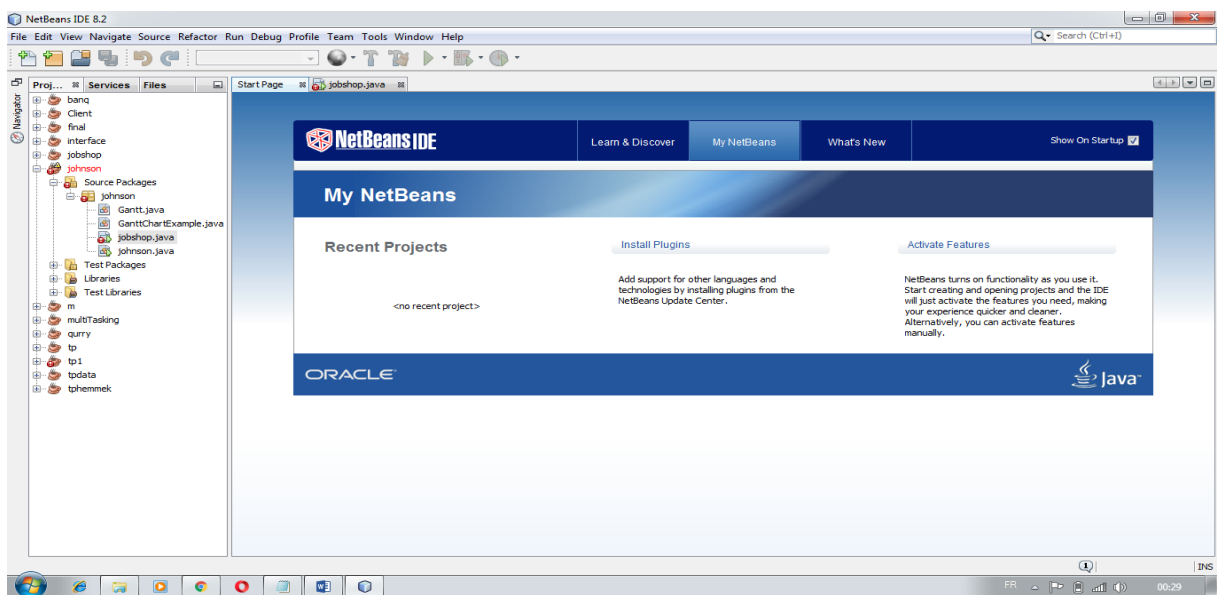 NetBeans IDE 8.2
File Edit View Navigate Source Refactor Run Debug Profile Team Tools Window Help
Search (Ctrl+I)
Proj... Services Files
Start Page jobshop.java
Navigator
banq
Client
final
interface
jobshop
johnson
Source Packages
johnson
Gantt.java
GanttChartExample.java
jobshop.java
johnson.java
Test Packages
Libraries
Test Libraries
m
multiTasking
qurry
tp
tp1
tpdata
tphemmek
NetBeans IDE
Learn & Discover
My NetBeans
What's New
Show On Startup
My NetBeans
Recent Projects
<no recent project>
Install Plugins
Add support for other languages and
technologies by installing plugins from the
NetBeans Update Center.
Activate Features
NetBeans turns on functionality as you use it.
Start creating and opening projects and the IDE
will just activate the features you need, making
your experience quicker and cleaner.
Alternatively, you can activate features
manually.
ORACLE
Java
1
INS
FR
00:29